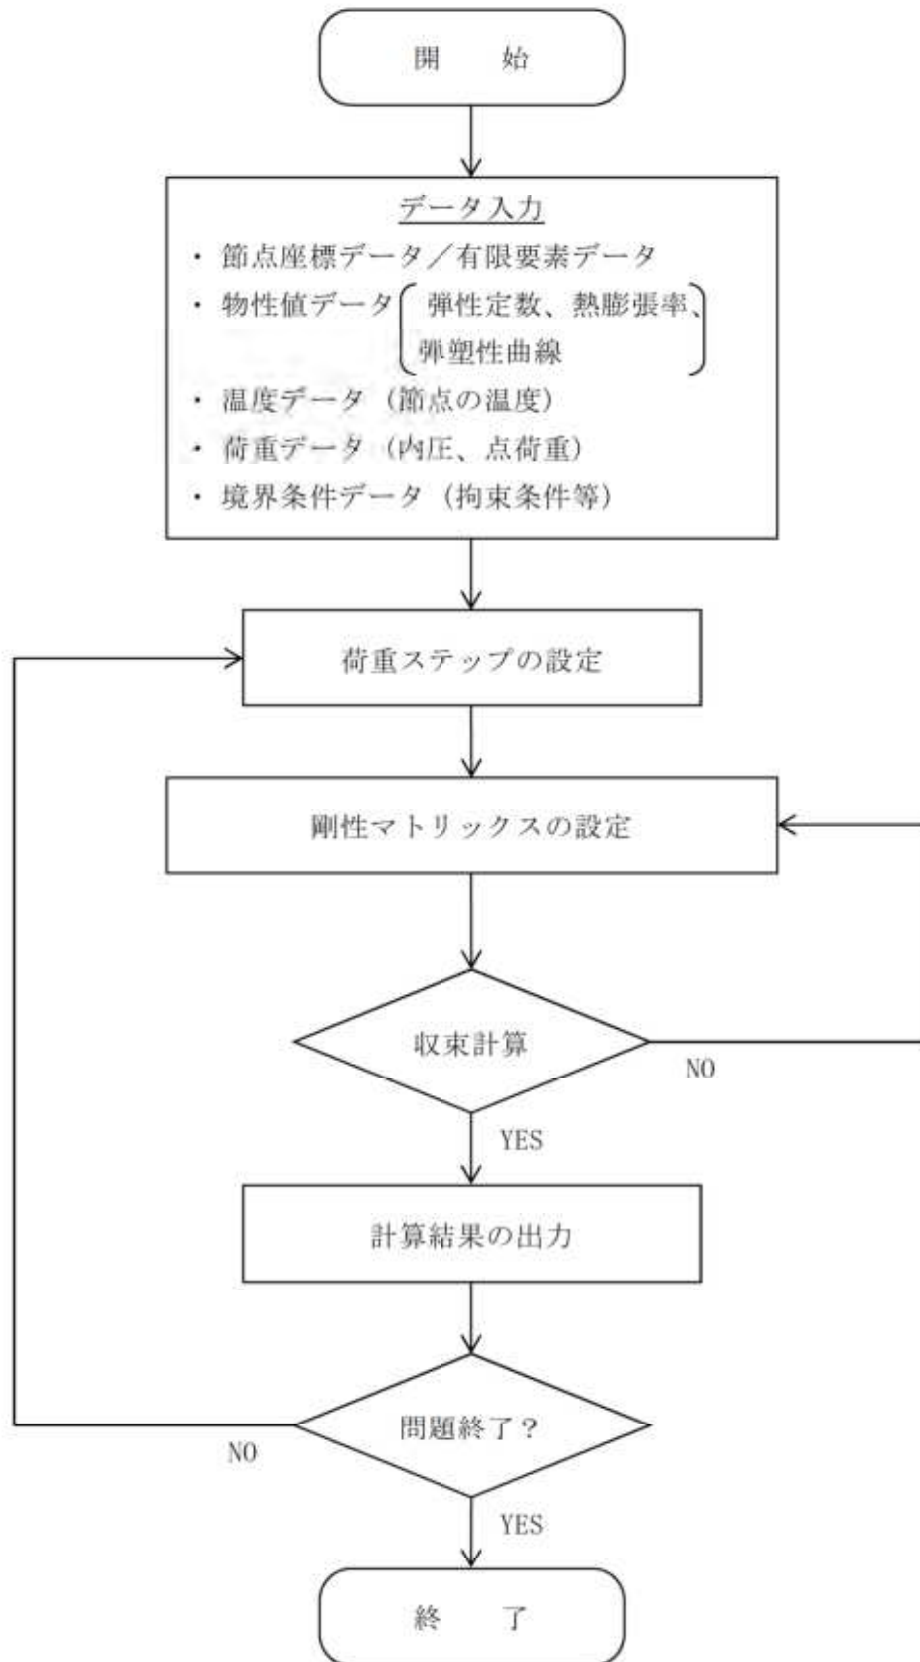 開 始
データ入力
・ 節点座標データ／有限要素データ
・ 物性値データ 弾性定数、熱膨張率、
弾塑性曲線
・ 温度データ（節点の温度）
・ 荷重データ（内圧、点荷重）
・ 境界条件データ（拘束条件等）
荷重ステップの設定
剛性マトリックスの設定
収束計算
NO
YES
計算結果の出力
問題終了？
NO
YES
終 了